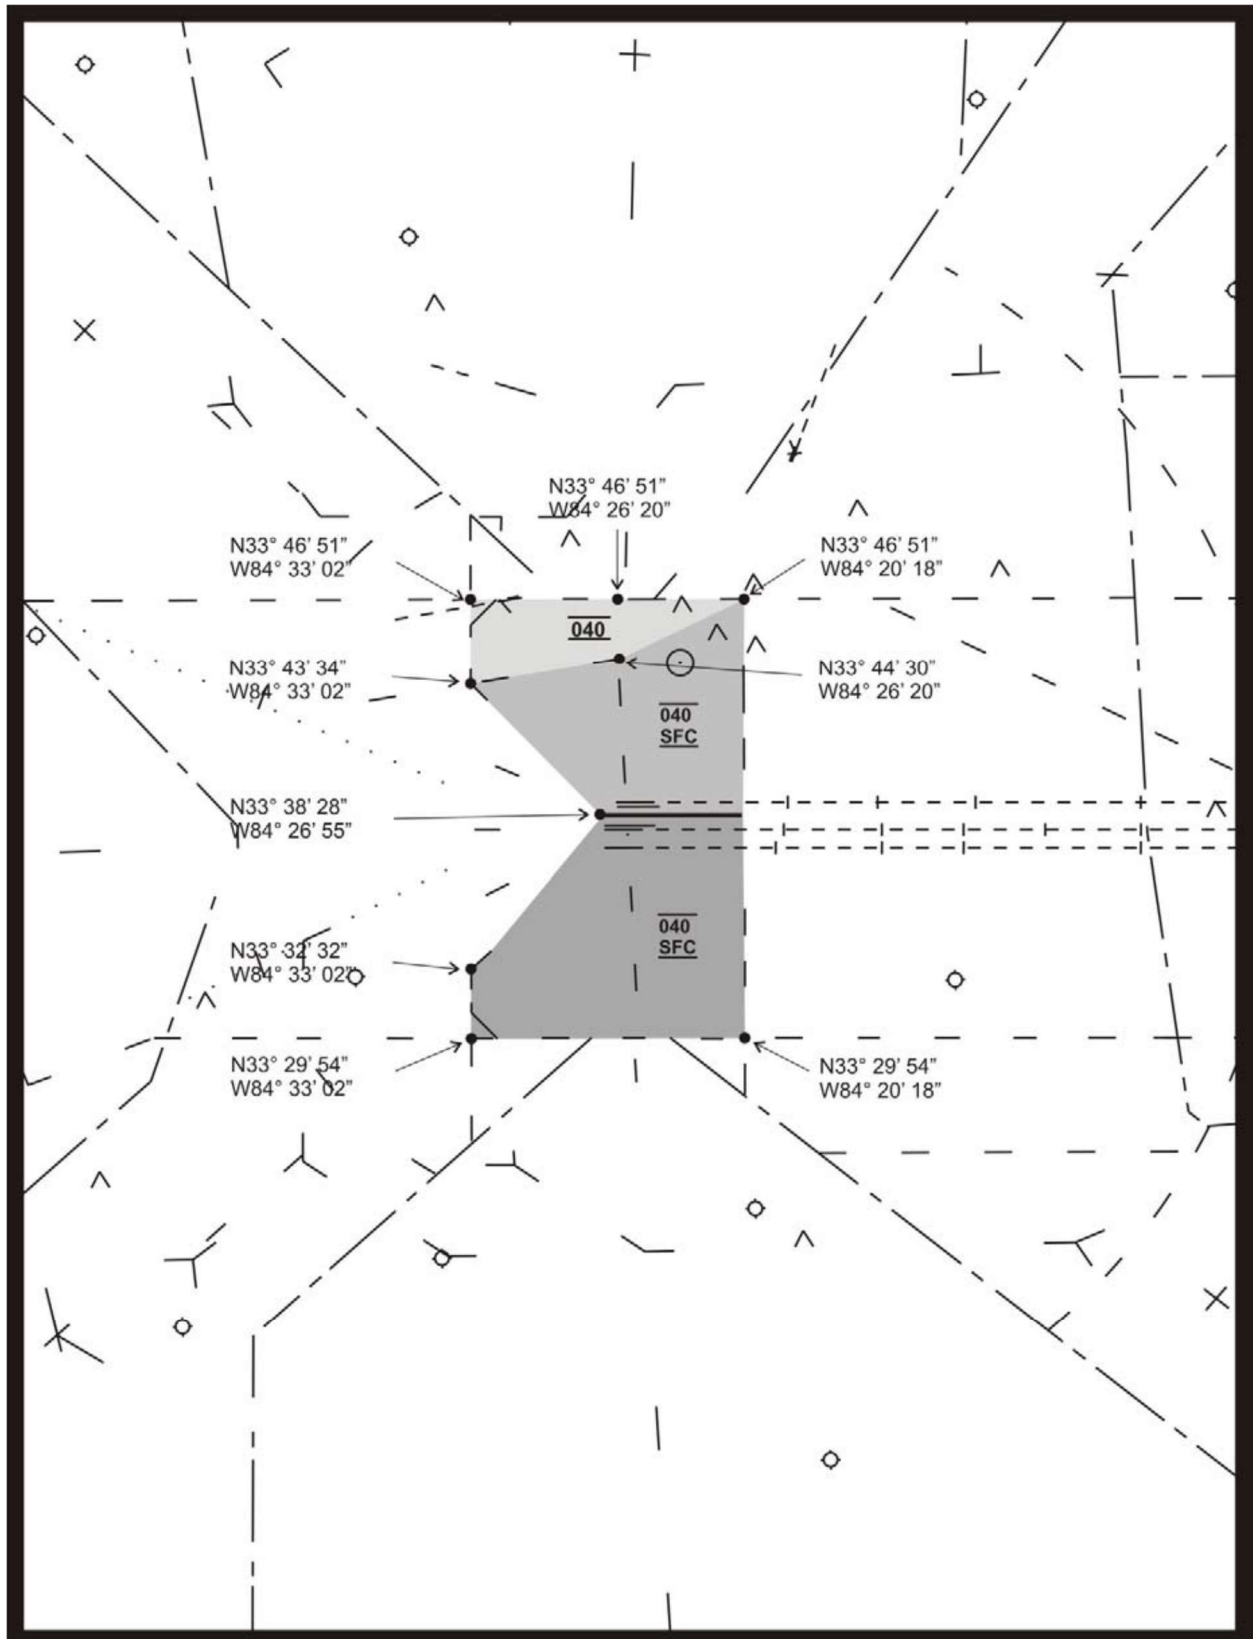 N33° 46’ 51”
W84° 26’ 20”
N33° 46’ 51”
W84° 33’ 02”
N33° 46’ 51”
W84° 20’ 18”
040
N33° 43’ 34”
W84° 33’ 02”
N33° 44’ 30”
W84° 26’ 20”
040
SFC
N33° 38’ 28”
W84° 26’ 55”
040
SFC
N33° 32’ 32”
W84° 33’ 02”
N33° 29’ 54”
W84° 33’ 02”
N33° 29’ 54”
W84° 20’ 18”